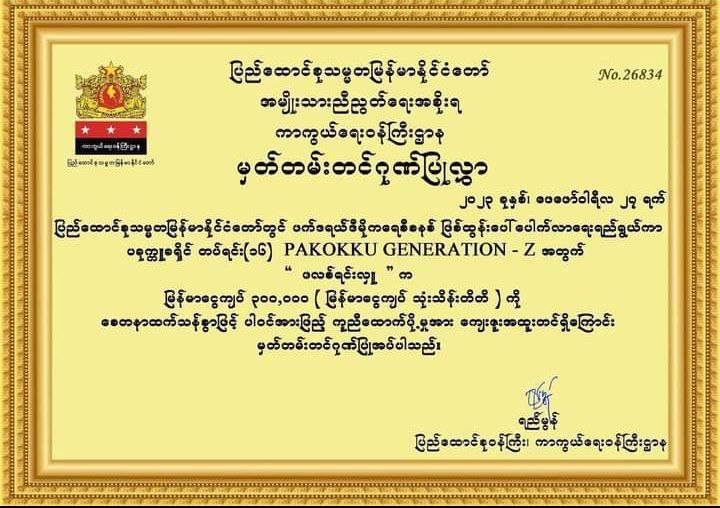 ပြည်ထောင်စုသမ္မတမြန်မာနိုင်ငံတော်
No.26834
အမျိုးသားညီညွတ်ရေးအစိုးရ
ကာကွယ်ရေးဝန်ကြီးဌာန
ကာကွယ်ရေးဝန်ကြီးဌာန
ပြည်ထောင်စုသမ္မတမြန်မာနိုင်ငံတော်
မှတ်တမ်းတင်ဂုဏ်ပြုလွှာ
၂၀၂၃ ခုနှစ်၊ ဖေဖော်ဝါရီလ ၂၇ ရက်
ပြည်ထောင်စုသမ္မတမြန်မာနိုင်ငံတော်တွင် ဖက်ဒရယ်ဒီမိုကရေစီစနစ် ဖြစ်ထွန်းပေါ်ပေါက်လာရေးရည်ရွယ်ကာ
ပခုက္ကူခရိုင် တပ်ရင်း(၁၆) PAKOKKU GENERATION - Z အတွက်
“ ဖလစ်ရင်းလှူ ” က
မြန်မာငွေကျပ် ၃၀၀,၀၀၀ ( မြန်မာငွေကျပ် သုံးသိန်းတိတိ ) ကို
စေတနာထက်သန်စွာဖြင့် ပါဝင်အားဖြည့် ကူညီထောက်ပံ့မှုအား ကျေးဇူးအထူးတင်ရှိကြောင်း
မှတ်တမ်းတင်ဂုဏ်ပြုအပ်ပါသည်။
ရည်မွန်
ပြည်ထောင်စုဝန်ကြီး၊ ကာကွယ်ရေးဝန်ကြီးဌာန